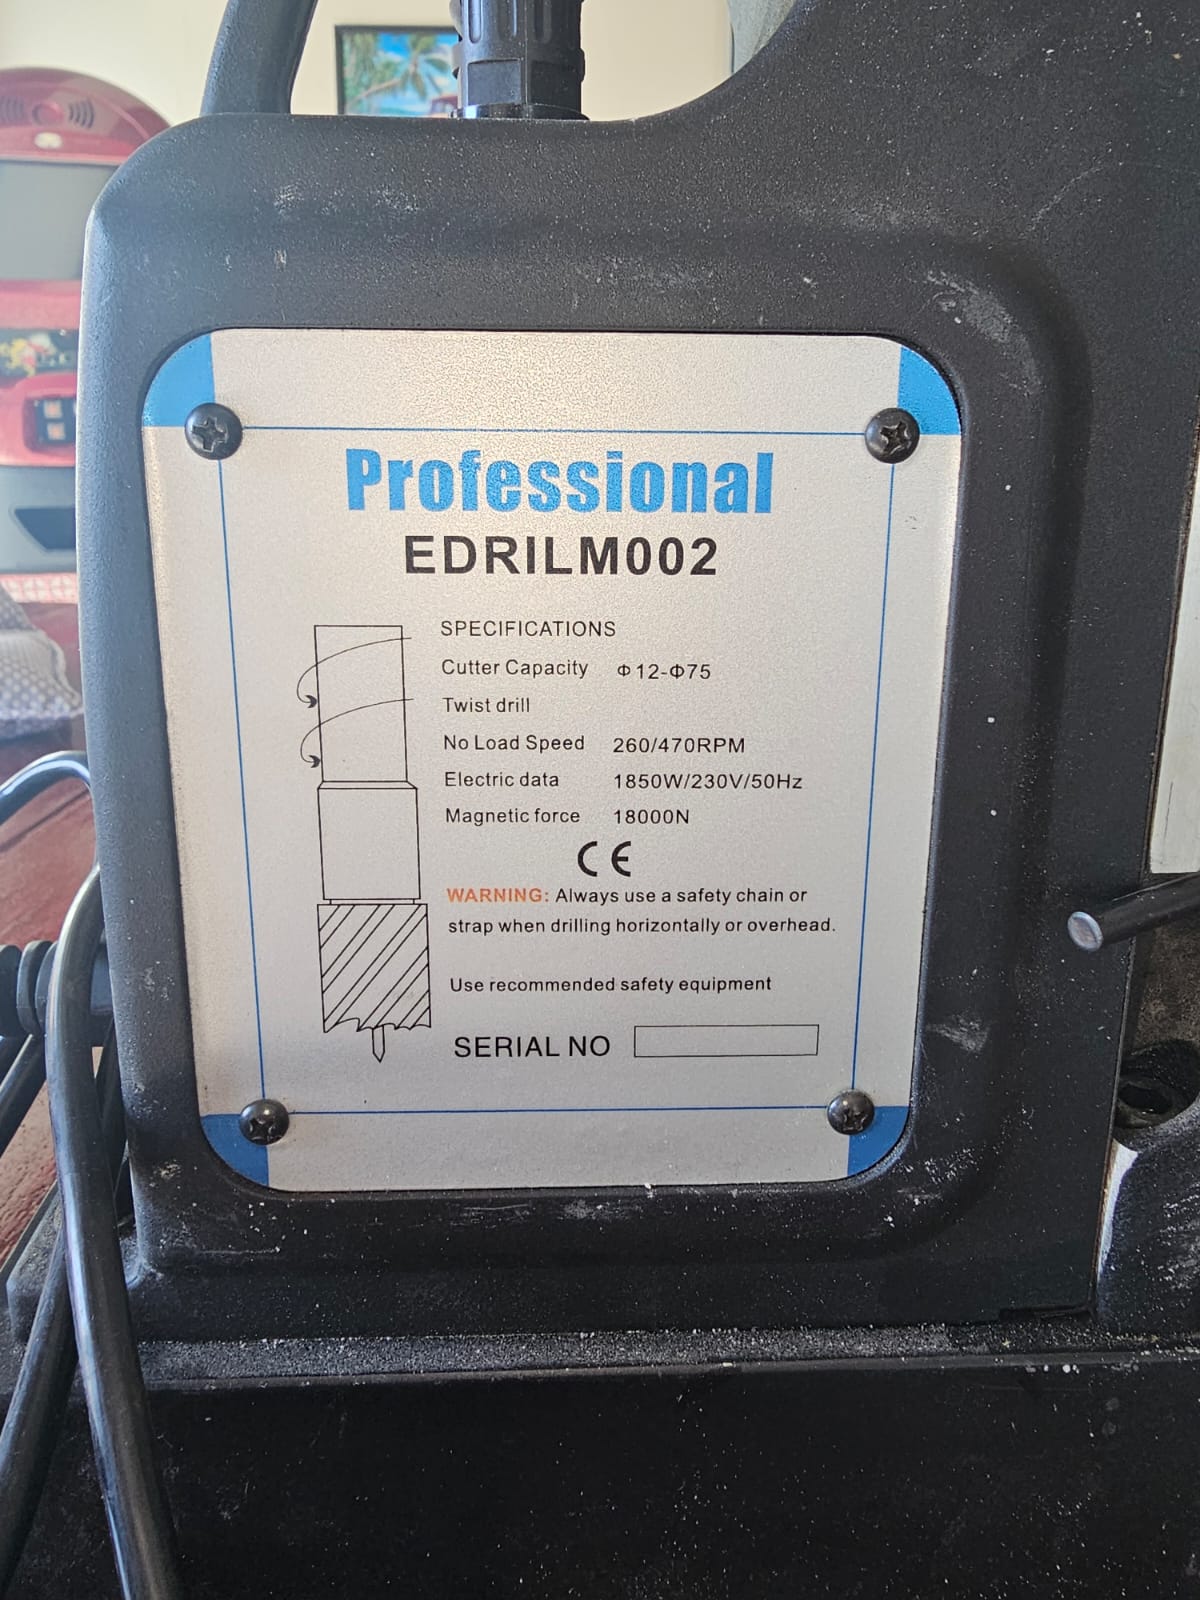 Professional
EDRILM002
SPECIFICATIONS
Cutter Capacity Φ12-Φ75
Twist drill
No Load Speed 260/470RPM
Electric data 1850W/230V/50Hz
Magnetic force 18000N
CE
WARNING: Always use a safety chain or
strap when drilling horizontally or overhead.
Use recommended safety equipment
SERIAL NO